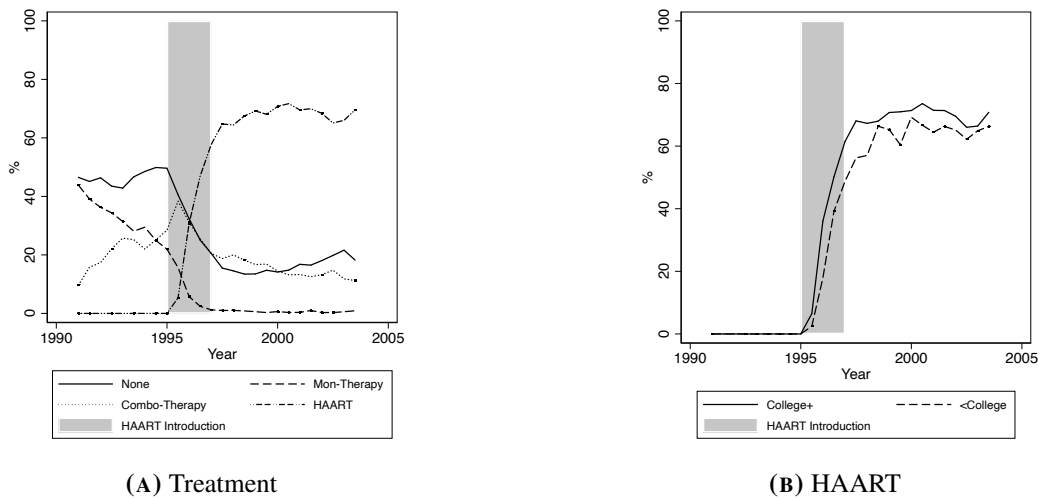 100
80
60
40
20
0
%
1990 1995 2000 2005
Year
None Mon-Therapy
Combo-Therapy HAART
HAART Introduction
(A) Treatment
100
80
60
40
20
0
%
1990 1995 2000 2005
Year
College+ <College
HAART Introduction
(B) HAART